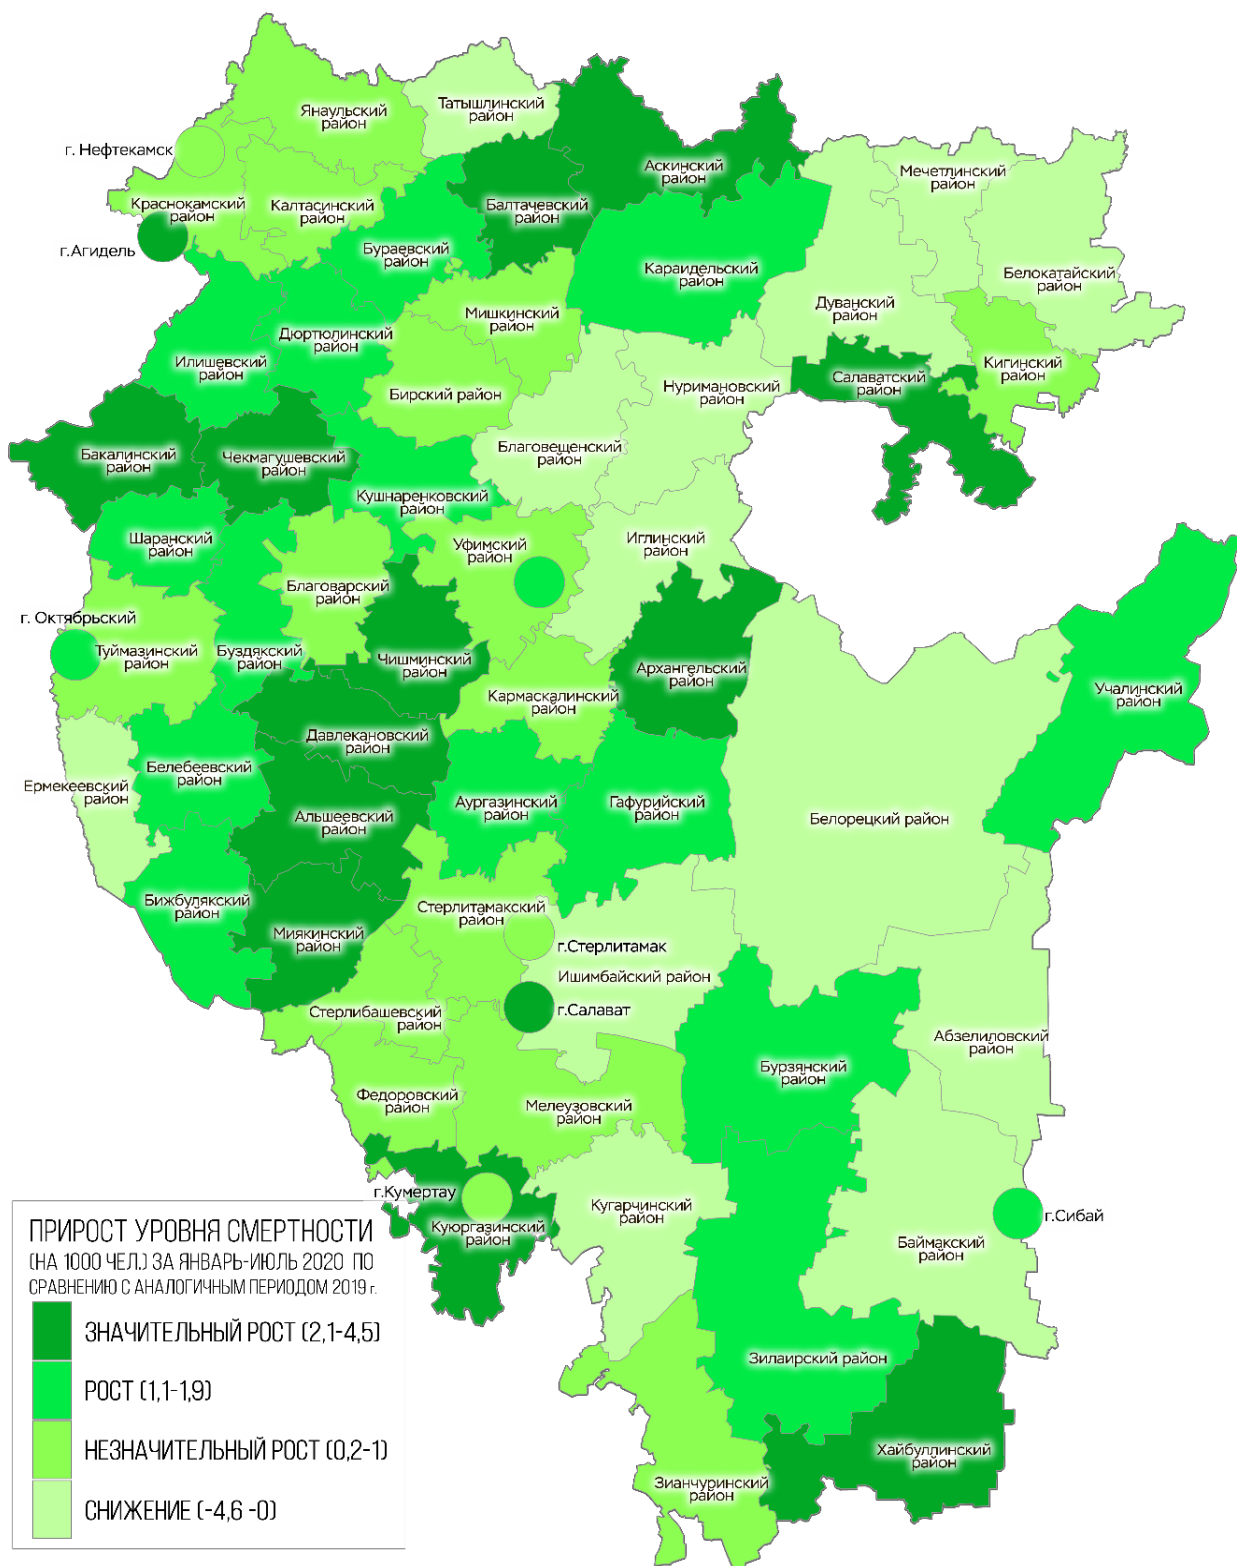 Янаульский
район
Татышлинский
район
г. Нефтекамск
Аскинский
район
Мечетлинский
район
Краснокамский
район
Калтасинский
район
Балтачевский
район
г.Агидель
Бураевский
район
Караидельский
район
Белокатайский
район
Дуванский
район
Мишкинский
район
Дюртюлинский
район
Илишевский
район
Кигинский
район
Салаватский
район
Нуримановский
район
Бирский район
Бакалинский
район
Чекмагушевский
район
Благовещенский
район
Кушнаренковский
район
Шаранский
район
Уфимский
район
Иглинский
район
Благоварский
район
г. Октябрьский
Туймазинский
район
Буздякский
район
Чишминский
район
Архангельский
район
Кармаскалинский
район
Учалинский
район
Давлекановский
район
Белебеевский
район
Ермекеевский
район
Аургазинский
район
Гафурийский
район
Альшеевский
район
Белорецкий район
Бижбулякский
район
Стерлитамакский
район
Миякинский
район
г.Стерлитамак
Ишимбайский район
г.Салават
Стерлибашевский
район
Абзелиловский
район
Бурзянский
район
Федоровский
район
Мелеузовский
район
г.Кумертау
Кугарчинский
район
г.Сибай
Куюргазинский
район
Баймакский
район
Зилаирский район
Хайбуллинский
район
Зианчуринский
район
ПРИРОСТ УРОВНЯ СМЕРТНОСТИ
(НА 1000 ЧЕЛ.) ЗА ЯНВАРЬ-ИЮЛЬ 2020 ПО
СРАВНЕНИЮ С АНАЛОГИЧНЫМ ПЕРИОДОМ 2019 г.
ЗНАЧИТЕЛЬНЫЙ РОСТ (2,1-4,5)
РОСТ (1,1-1,9)
НЕЗНАЧИТЕЛЬНЫЙ РОСТ (0,2-1)
СНИЖЕНИЕ (-4,6 -0)